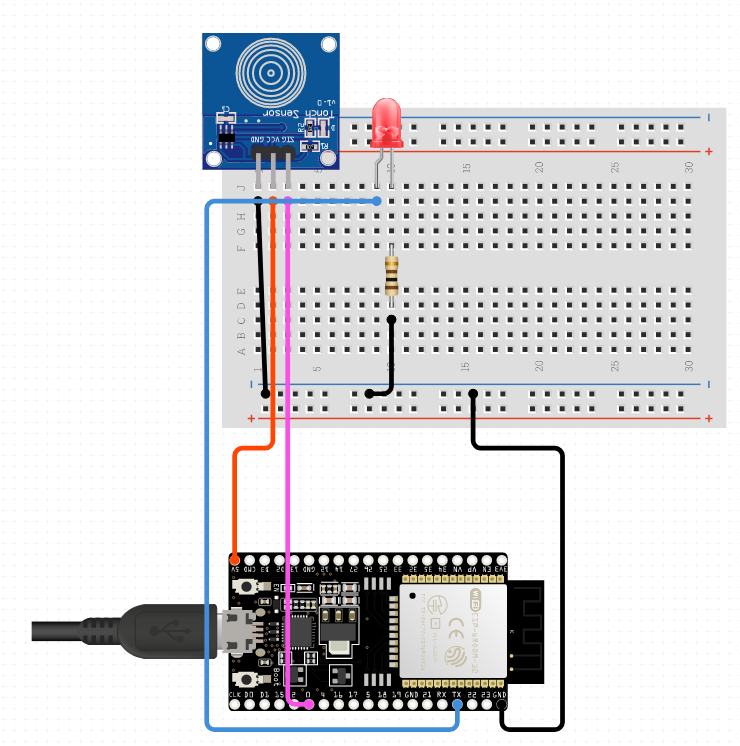 Touch Sensor
v1.0
C1
R1
SIG VCC GND
−
−
+
+
5
10
15
20
25
30
J
H
G
F
E
D
C
B
A
1
5
10
15
20
25
30
−
−
+
+
5V CMD D3 D2 13 GND 12 14 27 26 25 33 32 35 34 VN VP EN 3V3
EN
Boot
WiFi
ESP-WROOM-32
CE
CLK D0 D1 15 2 0 4 16 17 5 18 19 GND 21 RX TX 22 23 GND